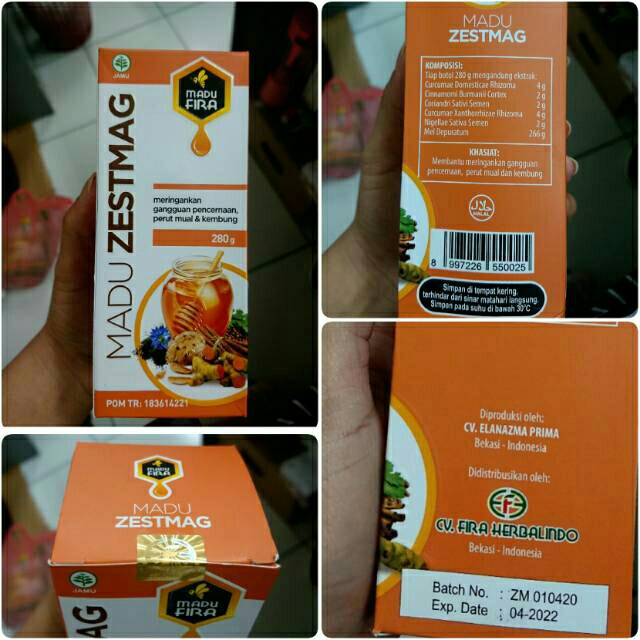 JAMU
MADU
FIRA
MADU ZESTMAG
meringankan
gangguan pencernaan,
perut mual & kembung
280 g
POM TR: 183614221
MADU
ZESTMAG
KOMPOSISI:
Tiap botol 280 g mengandung ekstrak:
Curcumae Domesticae Rhizoma 4 g
Cinnamomi Burmanii Cortex 2 g
Coriandri Sativi Semen 2 g
Curcumae Xanthorrhizae Rhizoma 4 g
Nigellae Sativa Semen 2 g
Mel Depuratum 266 g
KHASIAT:
Membantu meringankan gangguan
pencernaan, perut mual dan kembung
حلال
HALAL
8 997226 550025
Simpan di tempat kering,
terhindar dari sinar matahari langsung.
Simpan pada suhu di bawah 30°C
MADU
FIRA
MADU
ZESTMAG
JAMU
MADU
FIRA
MAG
Diproduksi oleh:
CV. ELANAZMA PRIMA
Bekasi - Indonesia
Didistribusikan oleh:
CV. FIRA HERBALINDO
Bekasi - Indonesia
Batch No. : ZM 010420
Exp. Date : 04-2022